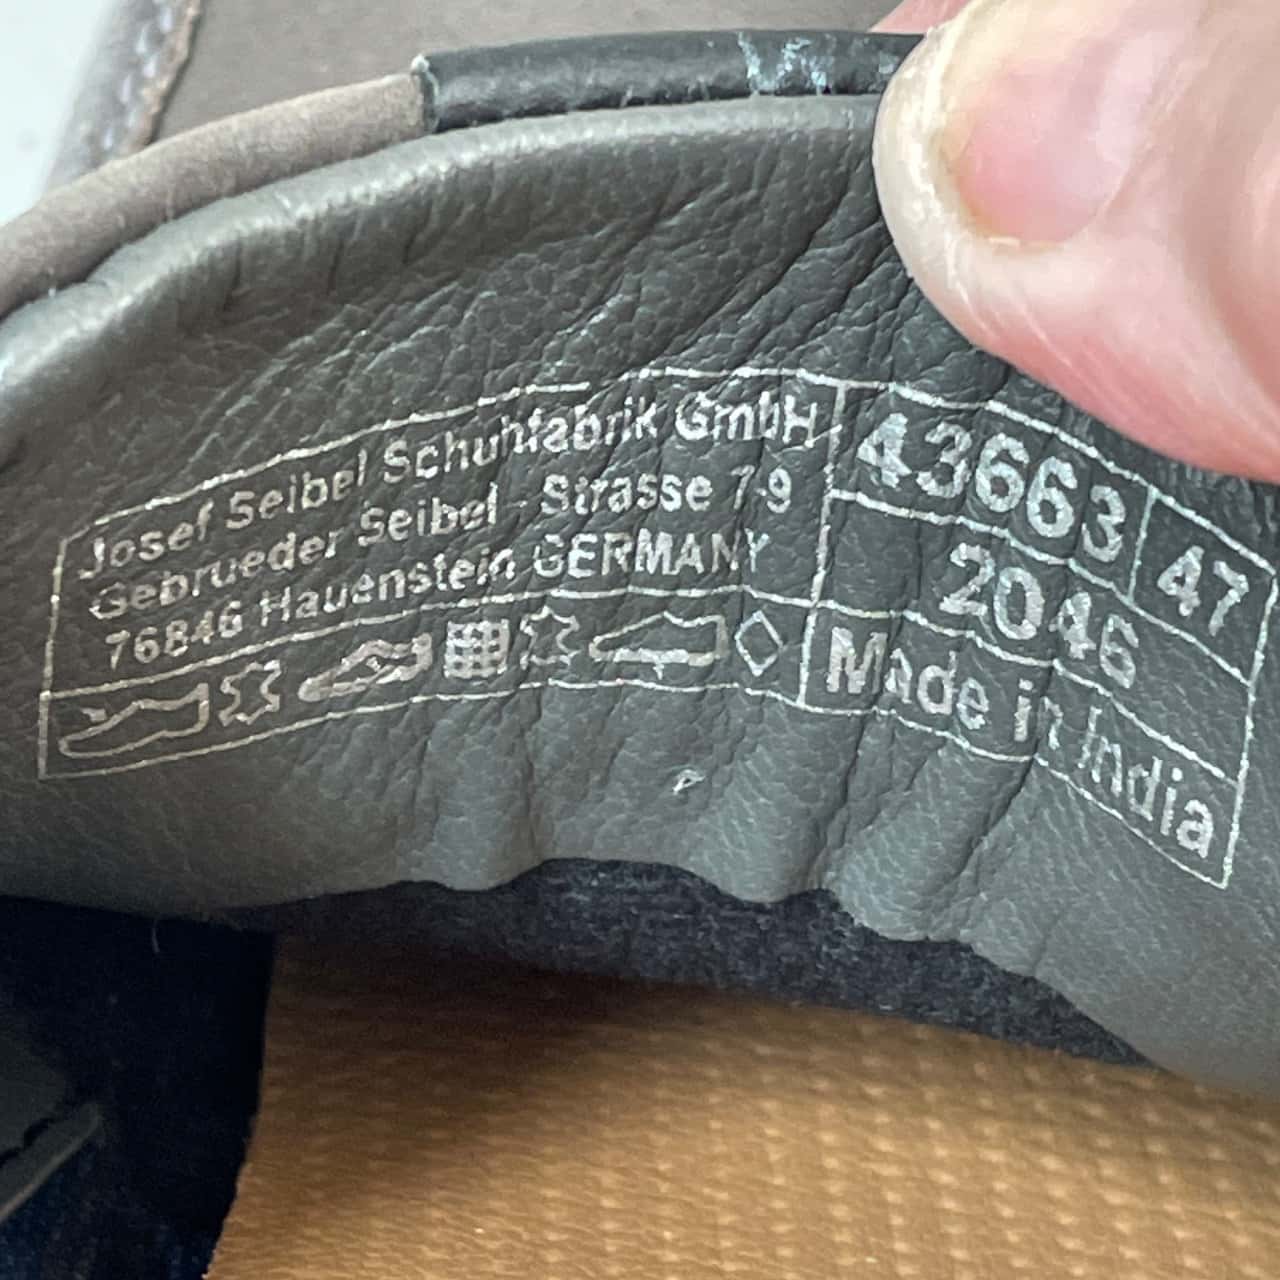 Josef Seibel Schuhfabrik GmbH
Gebrueder Seibel - Strasse 7-9
76846 Hauenstein GERMANY
43663 47
2046
Made in India